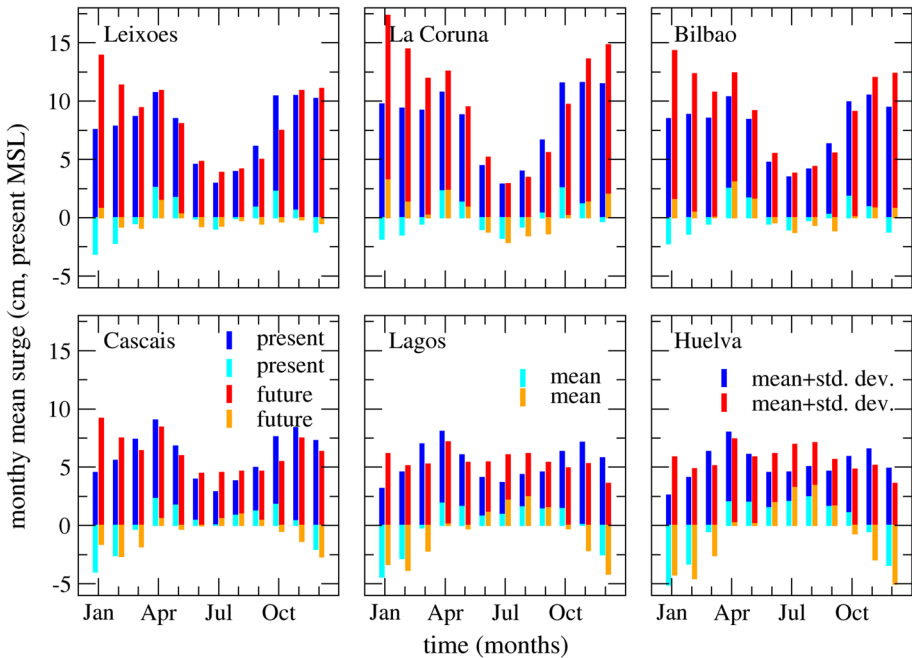 Leixoes
La Coruna
Bilbao
15
10
5
0
-5
monthy mean surge (cm, present MSL)
Cascais
present
present
future
future
Lagos
mean
mean
Huelva
mean+std. dev.
mean+std. dev.
15
10
5
0
-5
Jan Apr Jul Oct
Jan Apr Jul Oct
Jan Apr Jul Oct
time (months)